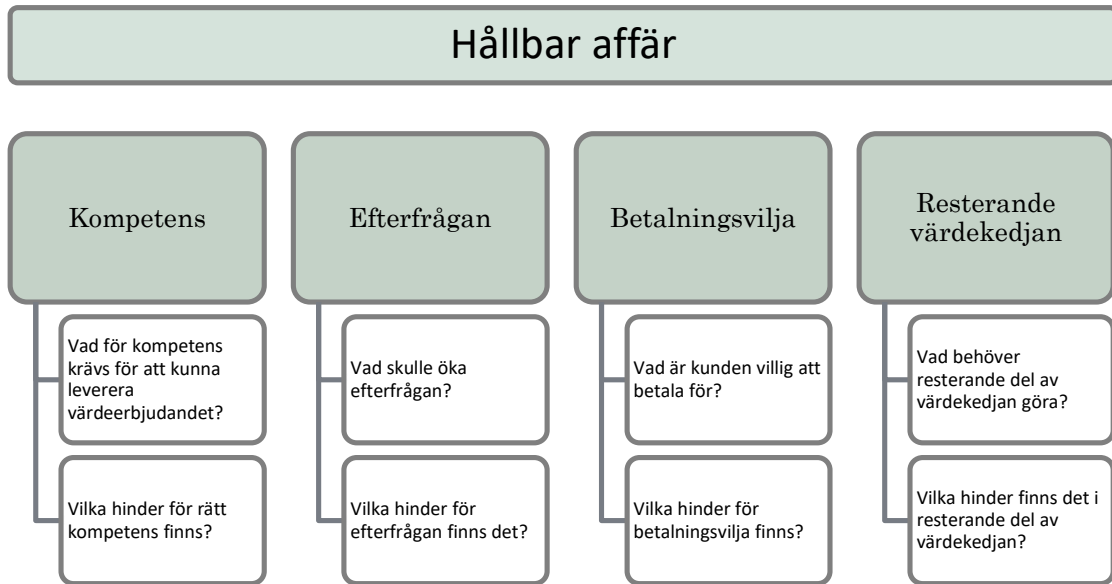 Hållbar affär
Kompetens
Vad för kompetens
krävs för att kunna
leverera
värdeerbjudandet?
Vilka hinder för rätt
kompetens finns?
Efterfrågan
Vad skulle öka
efterfrågan?
Vilka hinder för
efterfrågan finns det?
Betalningsvilja
Vad är kunden villig att
betala för?
Vilka hinder för
betalningsvilja finns?
Resterande
värdekedjan
Vad behöver
resterande del av
värdekedjan göra?
Vilka hinder finns det i
resterande del av
värdekedjan?